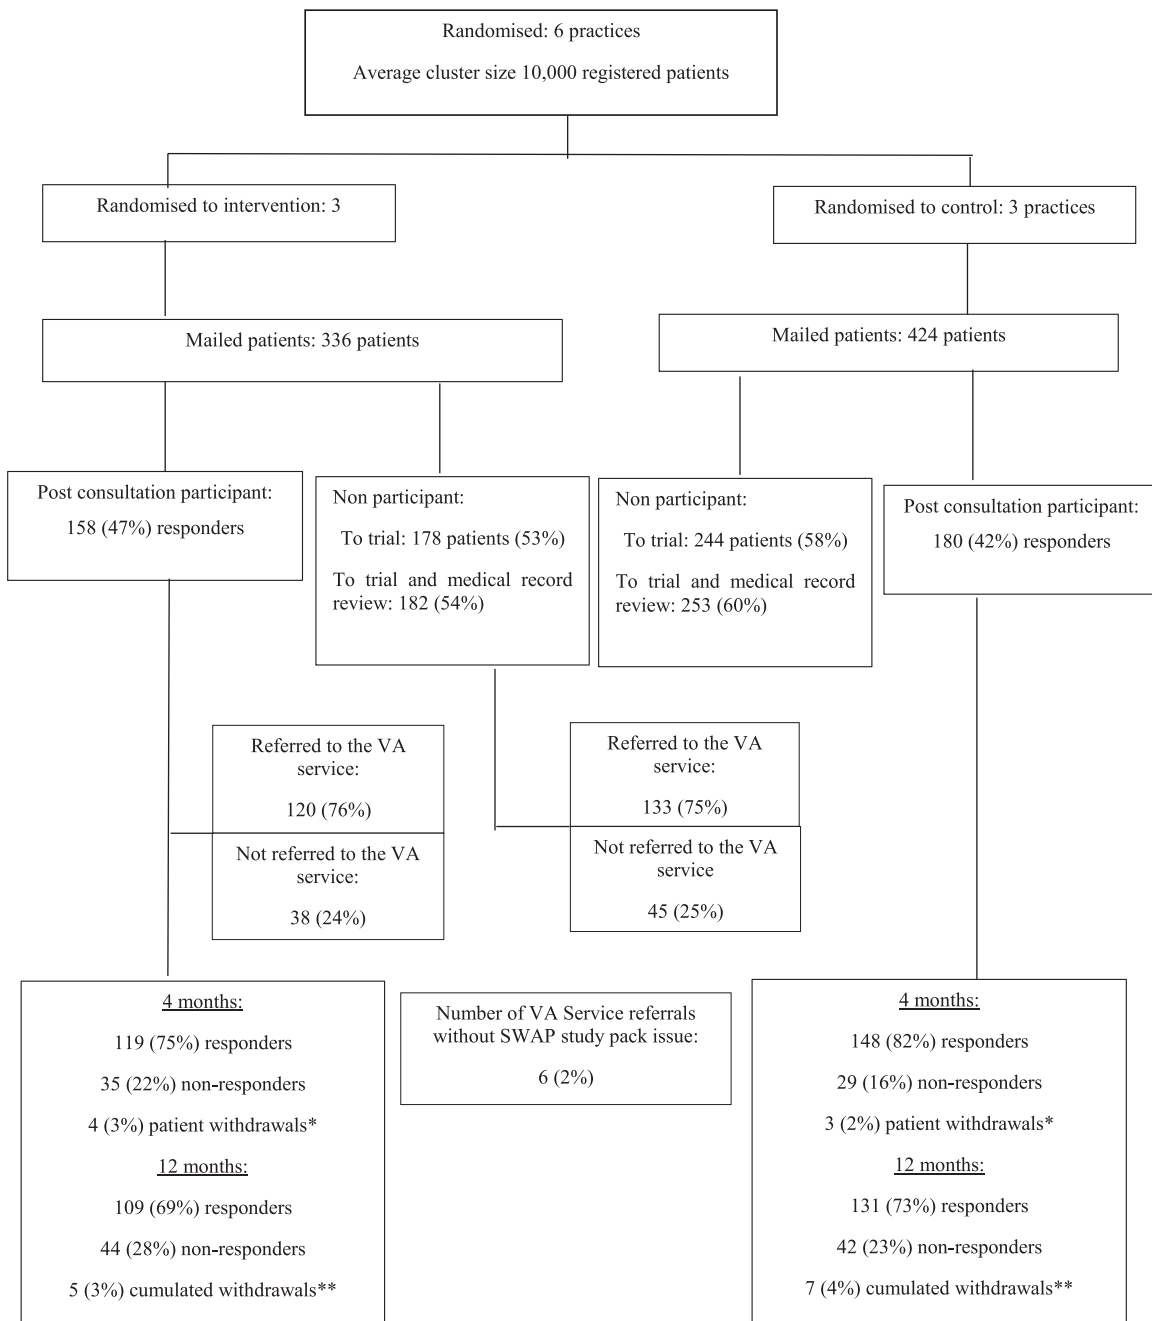 Randomised: 6 practices
Average cluster size 10,000 registered patients
Randomised to intervention: 3
Randomised to control: 3 practices
Mailed patients: 336 patients
Mailed patients: 424 patients
Post consultation participant:
158 (47%) responders
Non participant:
To trial: 178 patients (53%)
To trial and medical record
review: 182 (54%)
Non participant:
To trial: 244 patients (58%)
To trial and medical record
review: 253 (60%)
Post consultation participant:
180 (42%) responders
Referred to the VA
service:
120 (76%)
Not referred to the VA
service:
38 (24%)
Referred to the VA
service:
133 (75%)
Not referred to the VA
service
45 (25%)
4 months:
119 (75%) responders
35 (22%) non-responders
4 (3%) patient withdrawals*
12 months:
109 (69%) responders
44 (28%) non-responders
5 (3%) cumulated withdrawals**
Number of VA Service referrals
without SWAP study pack issue:
6 (2%)
4 months:
148 (82%) responders
29 (16%) non-responders
3 (2%) patient withdrawals*
12 months:
131 (73%) responders
42 (23%) non-responders
7 (4%) cumulated withdrawals**